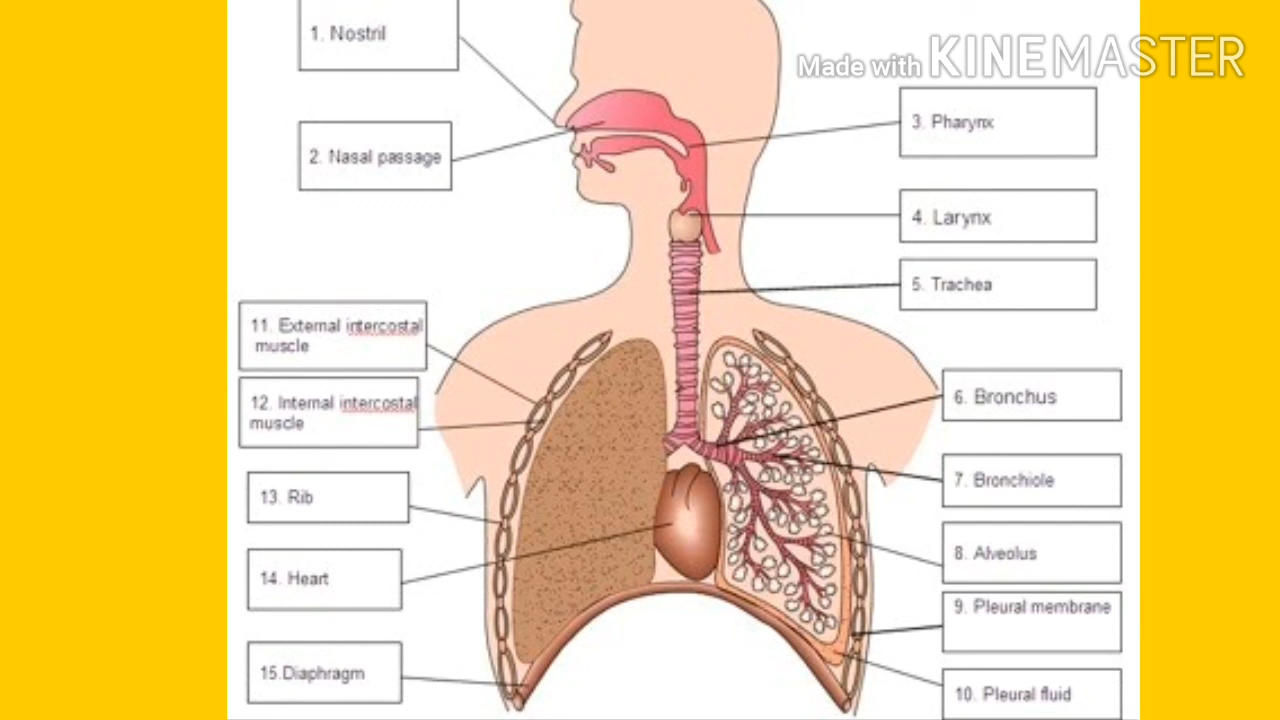 1. Nostril
Made with KINEMASTER
2. Nasal passage
3. Pharynx
4. Larynx
5. Trachea
11. External intercostal
muscle
12. Internal intercostal
muscle
6. Bronchus
7. Bronchiole
13. Rib
8. Alveolus
14. Heart
9. Pleural membrane
15.Diaphragm
10. Pleural fluid